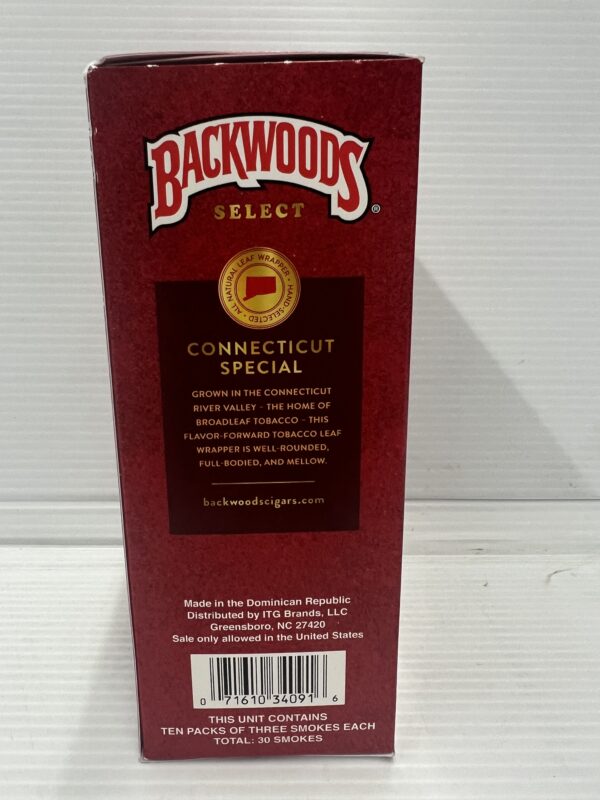 BACKWOODS®
SELECT
ALL NATURAL LEAF WRAPPER • HAND-SELECTED •
CONNECTICUT
SPECIAL
GROWN IN THE CONNECTICUT
RIVER VALLEY - THE HOME OF
BROADLEAF TOBACCO - THIS
FLAVOR-FORWARD TOBACCO LEAF
WRAPPER IS WELL-ROUNDED,
FULL-BODIED, AND MELLOW.
backwoodscigars.com
Made in the Dominican Republic
Distributed by ITG Brands, LLC
Greensboro, NC 27420
Sale only allowed in the United States
0 71610 34091 6
THIS UNIT CONTAINS
TEN PACKS OF THREE SMOKES EACH
TOTAL: 30 SMOKES